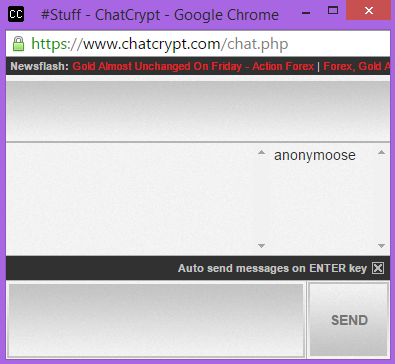 CC #Stuff - ChatCrypt - Google Chrome
https://www.chatcrypt.com/chat.php
Newsflash: Gold Almost Unchanged On Friday - Action Forex | Forex, Gold A
anonymoose
Auto send messages on ENTER key
SEND